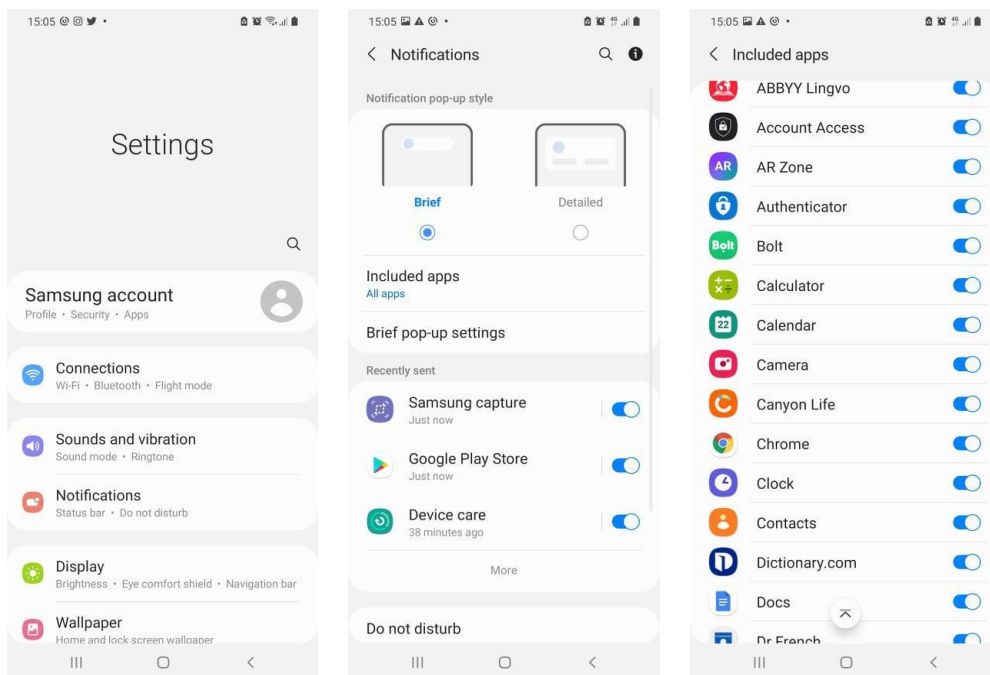 15:05
Settings
Samsung account
Profile • Security • Apps
Connections
Wi-Fi • Bluetooth • Flight mode
Sounds and vibration
Sound mode • Ringtone
Notifications
Status bar • Do not disturb
Display
Brightness • Eye comfort shield • Navigation bar
Wallpaper
Home and lock screen wallpaper
15:05
4G
Notifications
Notification pop-up style
Brief
Detailed
Included apps
All apps
Brief pop-up settings
Recently sent
Samsung capture
Just now
Google Play Store
Just now
Device care
38 minutes ago
More
Do not disturb
15:05
4G
Included apps
ABBYY Lingvo
Account Access
AR
AR Zone
Authenticator
Bolt
Bolt
Calculator
22
Calendar
Camera
Canyon Life
Chrome
Clock
Contacts
Dictionary.com
Docs
Dr French